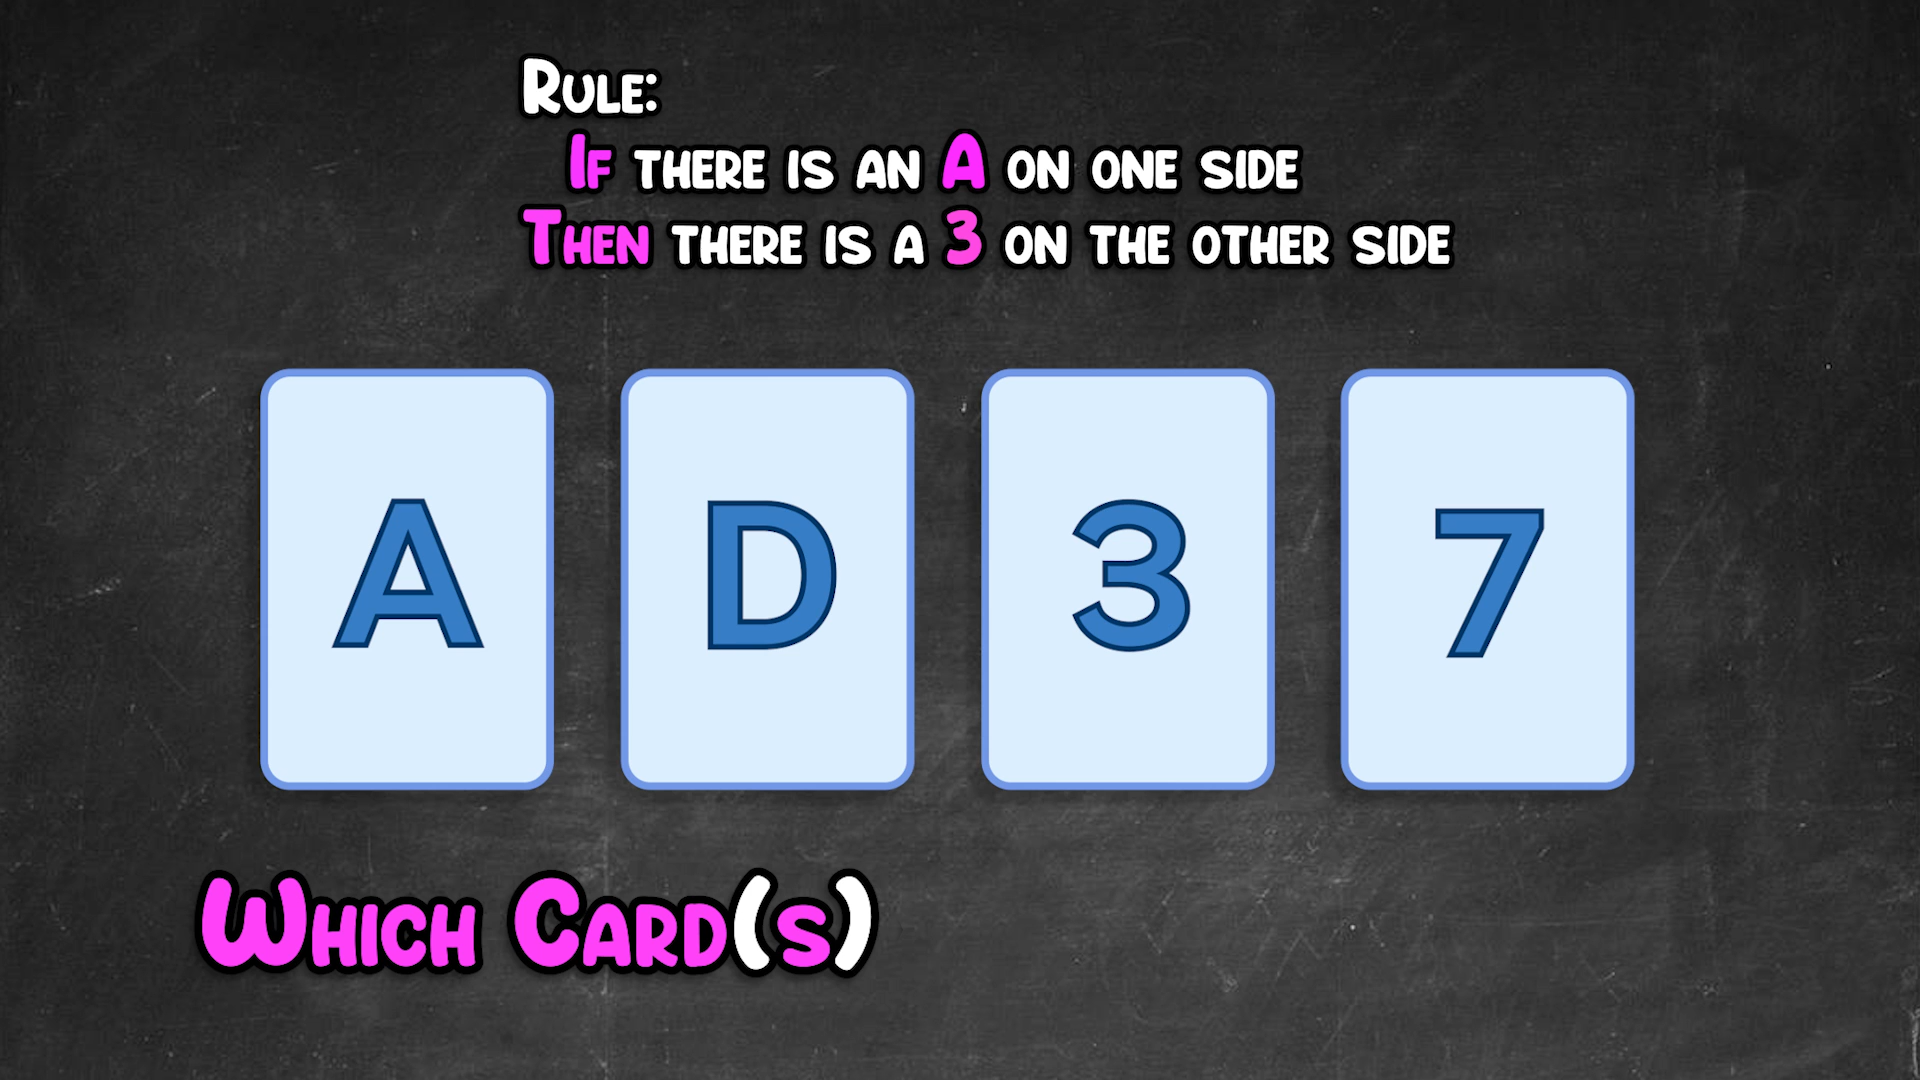 Rule:
If there is an A on one side
Then there is a 3 on the other side
A D 3 7
Which Card(s)